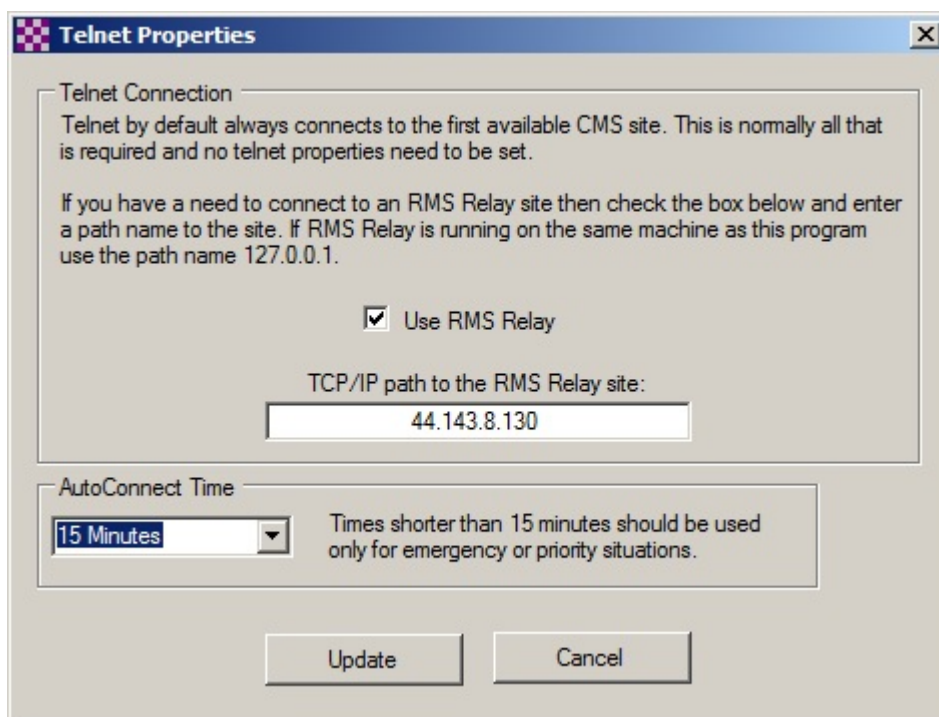 Telnet Properties
Telnet Connection
Telnet by default always connects to the first available CMS site. This is normally all that
is required and no telnet properties need to be set.
If you have a need to connect to an RMS Relay site then check the box below and enter
a path name to the site. If RMS Relay is running on the same machine as this program
use the path name 127.0.0.1.
Use RMS Relay
TCP/IP path to the RMS Relay site:
44.143.8.130
AutoConnect Time
15 Minutes
Times shorter than 15 minutes should be used
only for emergency or priority situations.
Update
Cancel